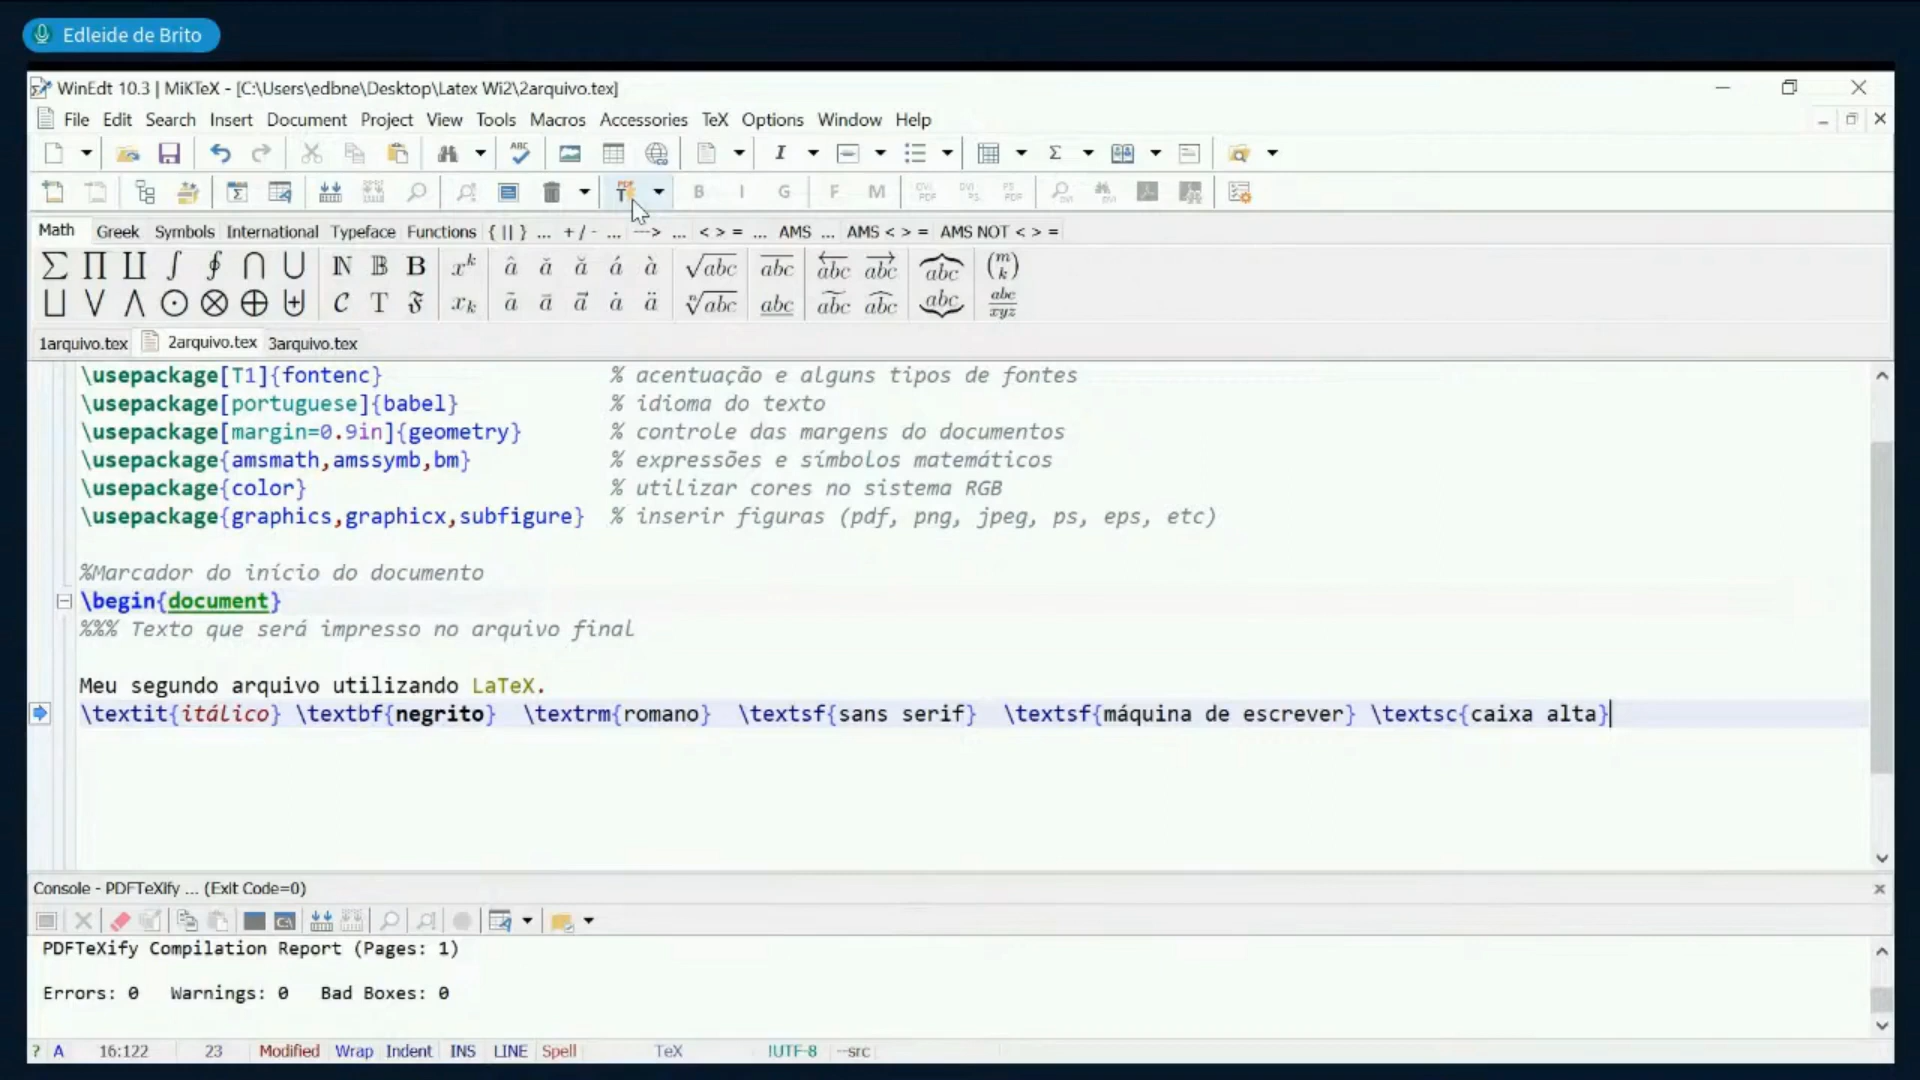 Edleide de Brito
WinEdt 10.3 | MiKTeX - [C:\Users\edbne\Desktop\Latex Wi2\2arquivo.tex]
File Edit Search Insert Document Project View Tools Macros Accessories TeX Options Window Help
Math Greek Symbols International Typeface Functions { || } ... + / - ... --> ... < > = ... AMS ... AMS < > = AMS NOT < > =
1arquivo.tex 2arquivo.tex 3arquivo.tex
\usepackage[T1]{fontenc} % acentuação e alguns tipos de fontes
\usepackage[portuguese]{babel} % idioma do texto
\usepackage[margin=0.9in]{geometry} % controle das margens do documentos
\usepackage{amsmath,amssymb,bm} % expressões e símbolos matemáticos
\usepackage{color} % utilizar cores no sistema RGB
\usepackage{graphics,graphicx,subfigure} % inserir figuras (pdf, png, jpeg, ps, eps, etc)
%Marcador do início do documento
\begin{document}
%%% Texto que será impresso no arquivo final
Meu segundo arquivo utilizando LaTeX.
\textit{itálico} \textbf{negrito} \textrm{romano} \textsf{sans serif} \textsf{máquina de escrever} \textsc{caixa alta}
Console - PDFTeXify ... (Exit Code=0)
PDFTeXify Compilation Report (Pages: 1)
Errors: 0 Warnings: 0 Bad Boxes: 0
? A 16:122 23 Modified Wrap Indent INS LINE Spell TeX IUTF-8 --src